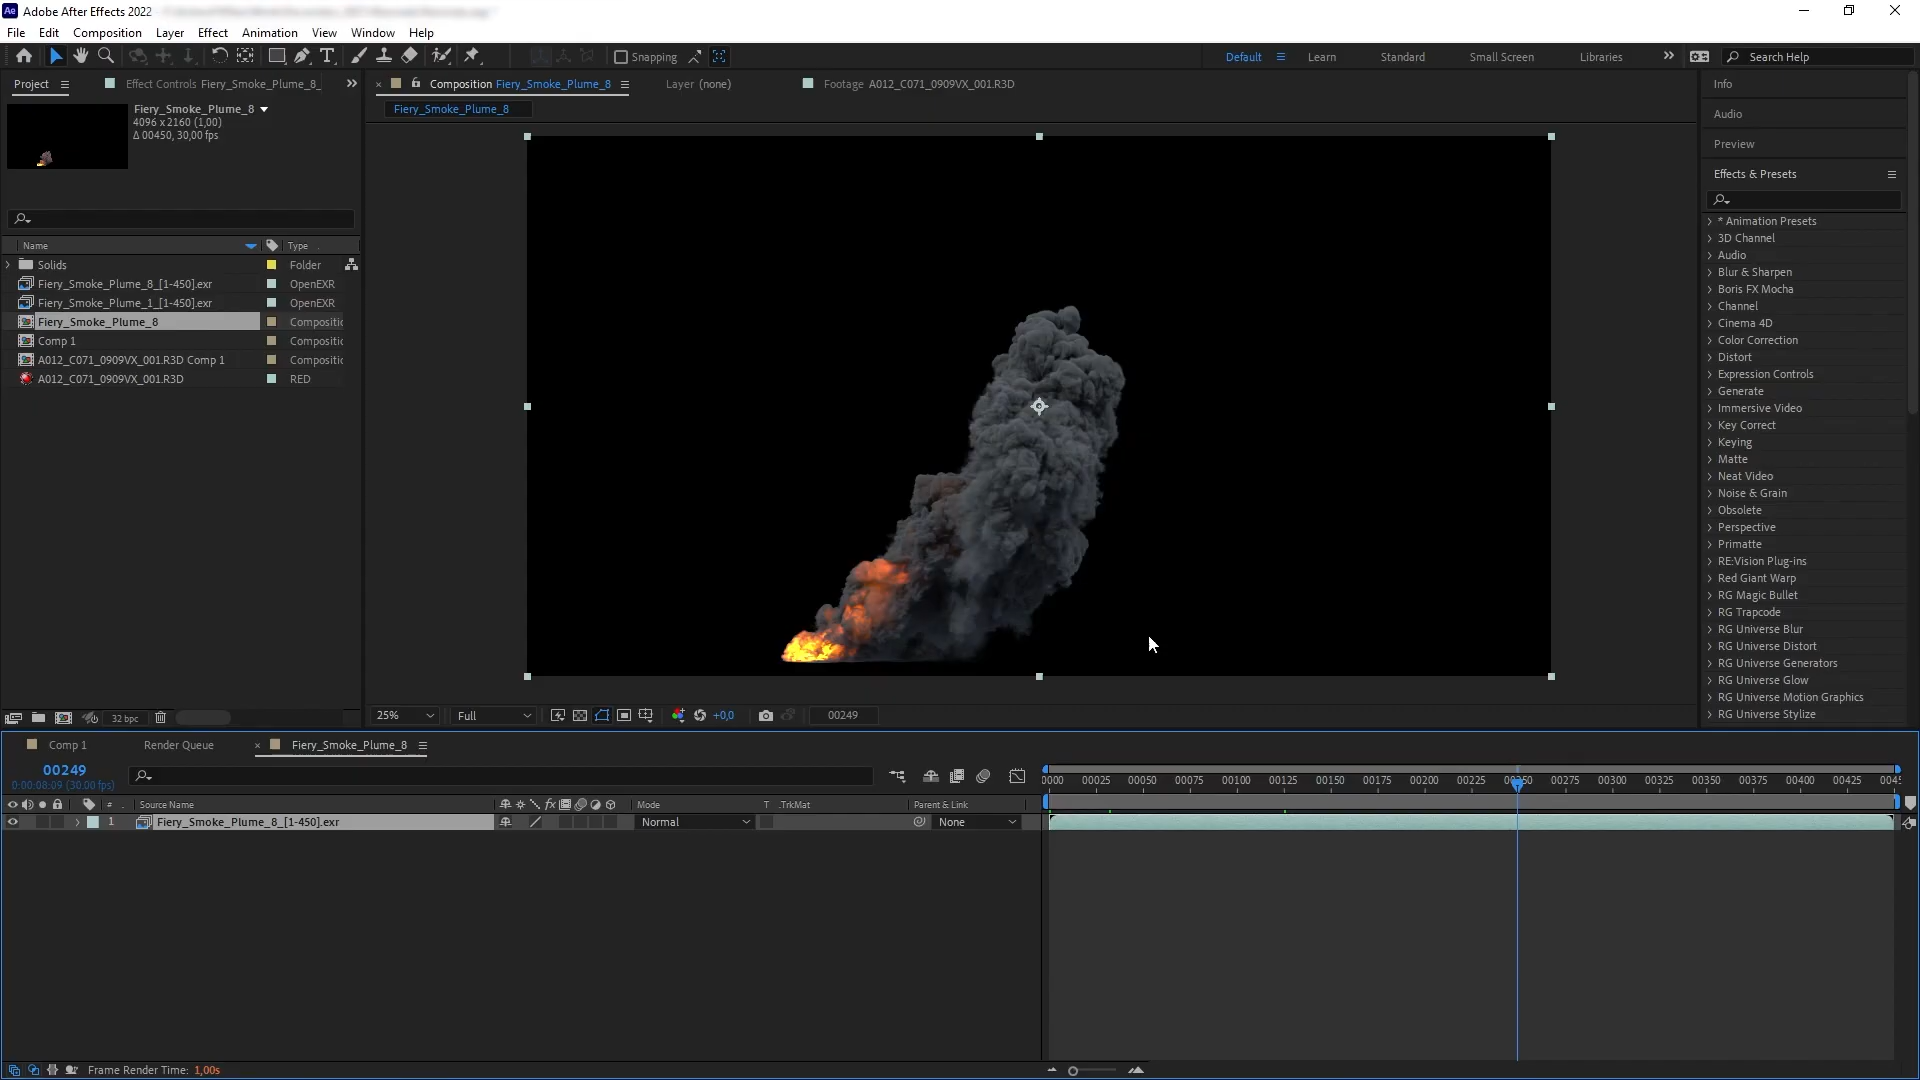 Ae Adobe After Effects 2022
File Edit Composition Layer Effect Animation View Window Help
Snapping Default Learn Standard Small Screen Libraries Search Help
Project Effect Controls Fiery_Smoke_Plume_8_
Composition Fiery_Smoke_Plume_8 Layer (none) Footage A012_C071_0909VX_001.R3D
Fiery_Smoke_Plume_8
Fiery_Smoke_Plume_8
4096 x 2160 (1,00)
Δ 00450, 30,00 fps
Name Type
Solids Folder
Fiery_Smoke_Plume_8_[1-450].exr OpenEXR
Fiery_Smoke_Plume_1_[1-450].exr OpenEXR
Fiery_Smoke_Plume_8 Compositic
Comp 1 Compositic
A012_C071_0909VX_001.R3D Comp 1 Compositic
A012_C071_0909VX_001.R3D RED
32 bpc
25% Full +0,0 00249
Info
Audio
Preview
Effects & Presets
* Animation Presets
3D Channel
Audio
Blur & Sharpen
Boris FX Mocha
Channel
Cinema 4D
Color Correction
Distort
Expression Controls
Generate
Immersive Video
Key Correct
Keying
Matte
Neat Video
Noise & Grain
Obsolete
Perspective
Primatte
RE:Vision Plug-ins
Red Giant Warp
RG Magic Bullet
RG Trapcode
RG Universe Blur
RG Universe Distort
RG Universe Generators
RG Universe Glow
RG Universe Motion Graphics
RG Universe Stylize
Comp 1 Render Queue Fiery_Smoke_Plume_8
00249
0:00:08:09 (30.00 fps)
0000 00025 00050 00075 00100 00125 00150 00175 00200 00225 00250 00275 00300 00325 00350 00375 00400 00425 0045
# Source Name fx Mode T .TrkMat Parent & Link
1 Fiery_Smoke_Plume_8_[1-450].exr Normal None
Frame Render Time: 1,00s